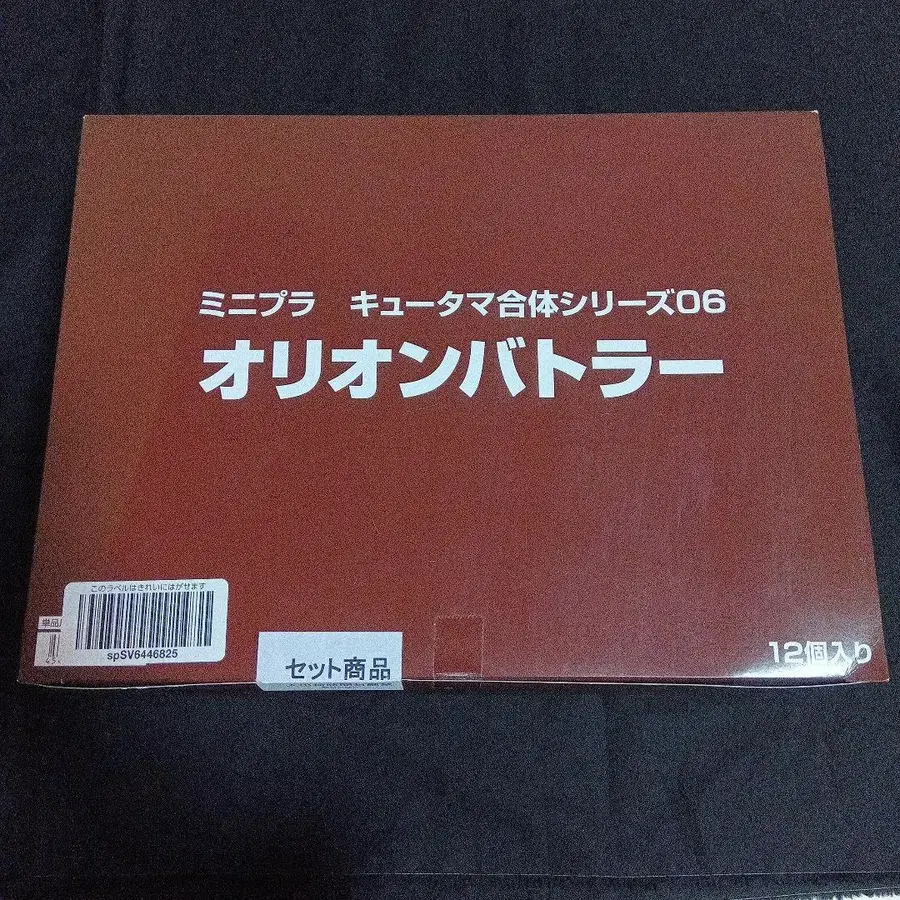 ミニプラ　キュータマ合体シリーズ06
オリオンバトラー
このラベルはきれいにはがせます
単品
spSV6446825
セット商品
12個入り